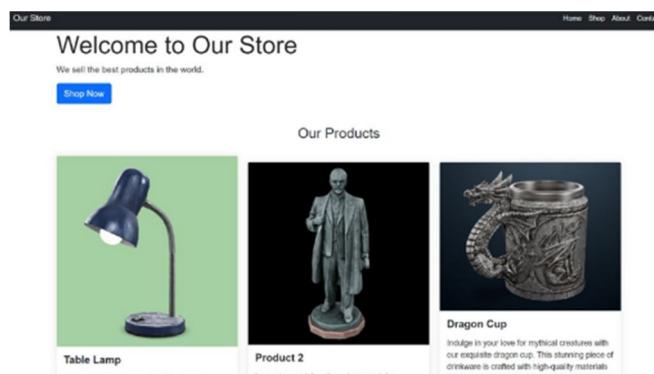 Our Store
Home Shop About
Welcome to Our Store
We sell the best products in the world.
Shop Now
Our Products
Table Lamp
Product 2
Dragon Cup
Indulge in your love for mythical creatures with
our exquisite dragon cup. This stunning piece of
drinkware is crafted with high-quality materials